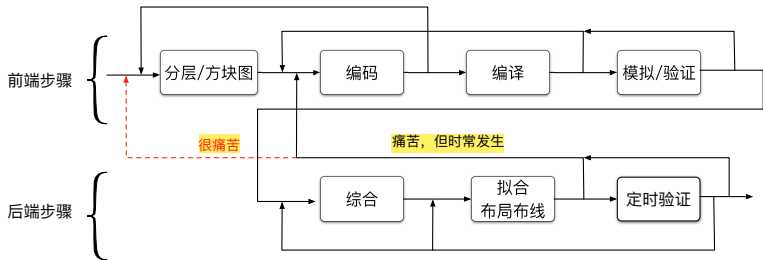 前端步骤
分层/方块图
编码
编译
模拟/验证
很痛苦
痛苦，但时常发生
后端步骤
综合
拟合
布局布线
定时验证